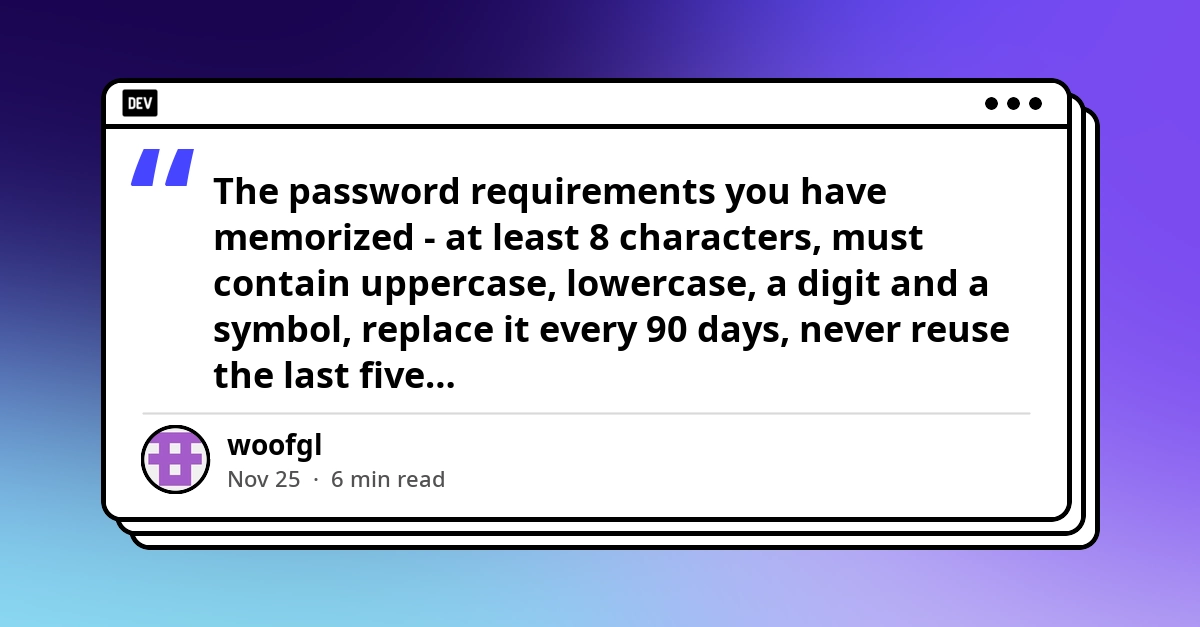 DEV
“
The password requirements you have
memorized - at least 8 characters, must
contain uppercase, lowercase, a digit and a
symbol, replace it every 90 days, never reuse
the last five...
woofgl
Nov 25 · 6 min read